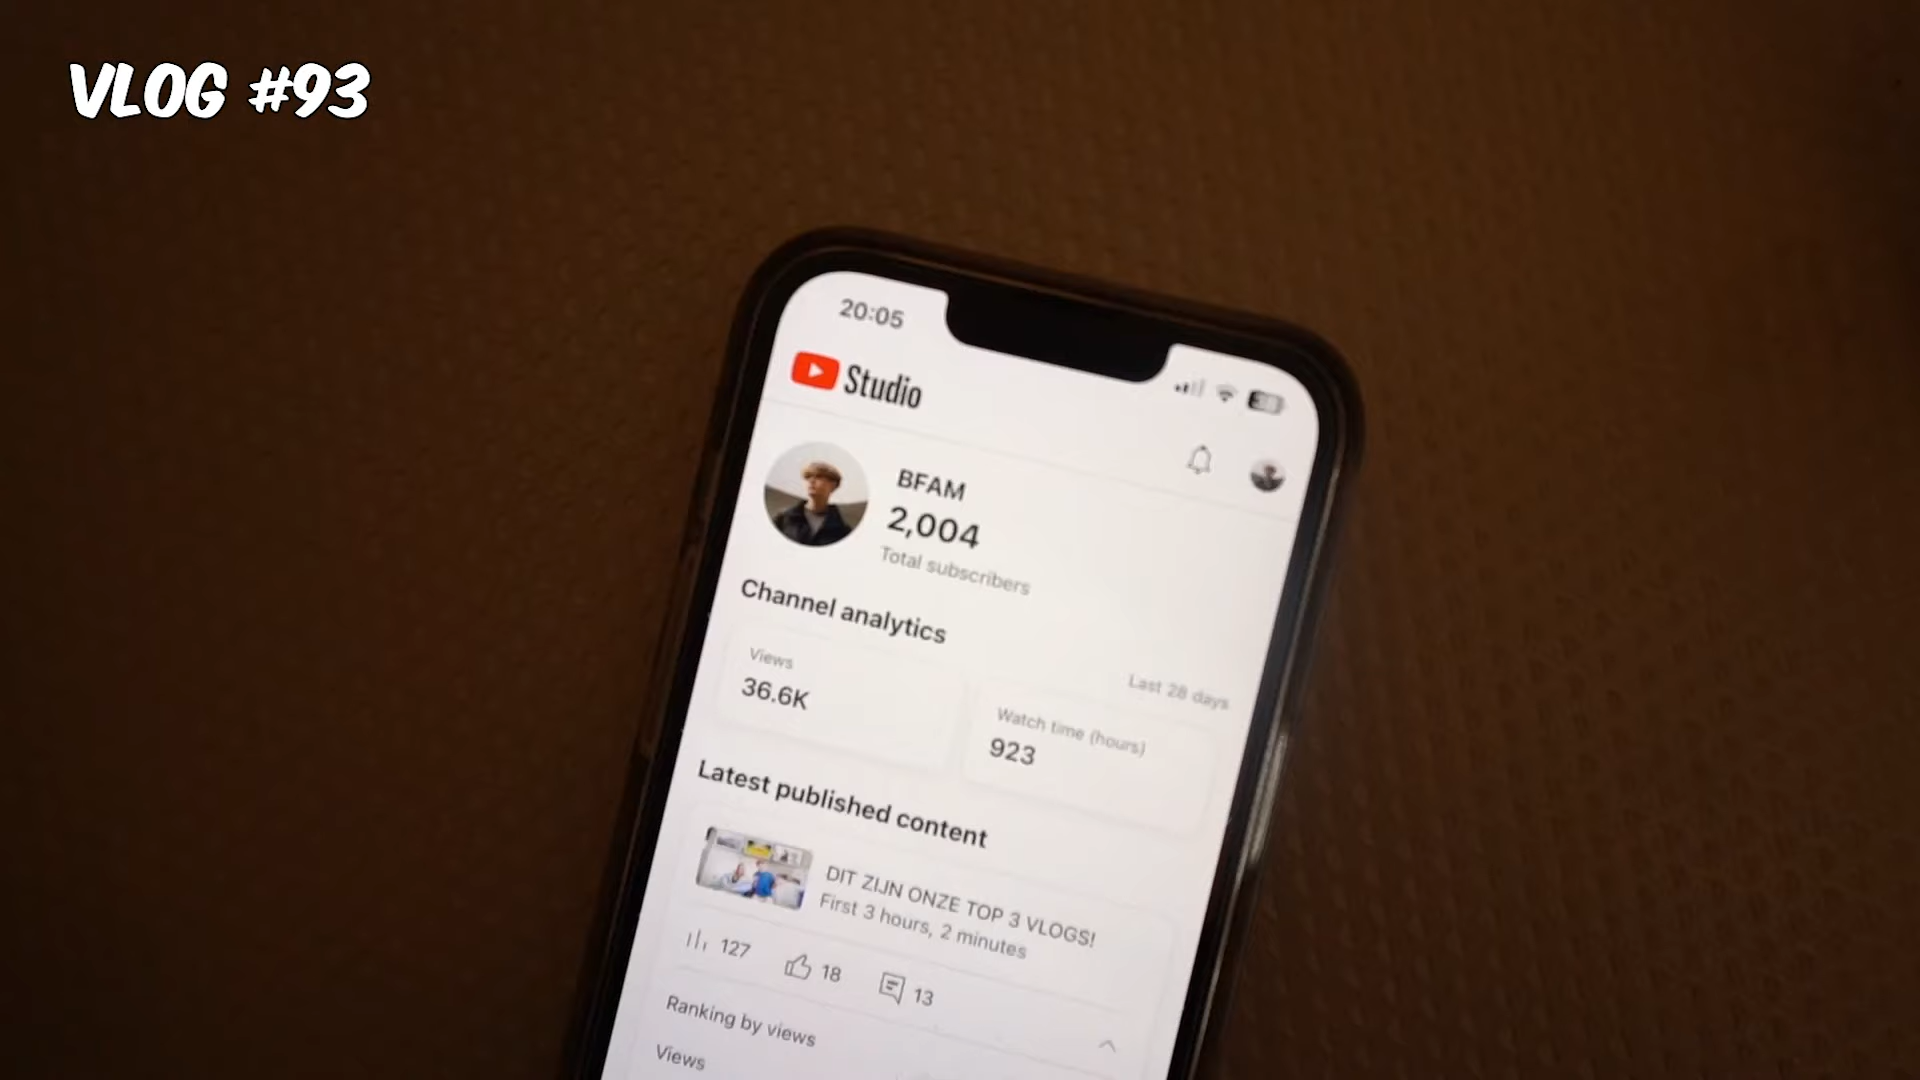 VLOG #93
20:05
Studio
BFAM
2,004
Total subscribers
Channel analytics
Last 28 days
Views
36.6K
Watch time (hours)
923
Latest published content
DIT ZIJN ONZE TOP 3 VLOGS!
First 3 hours, 2 minutes
127 18 13
Ranking by views
Views